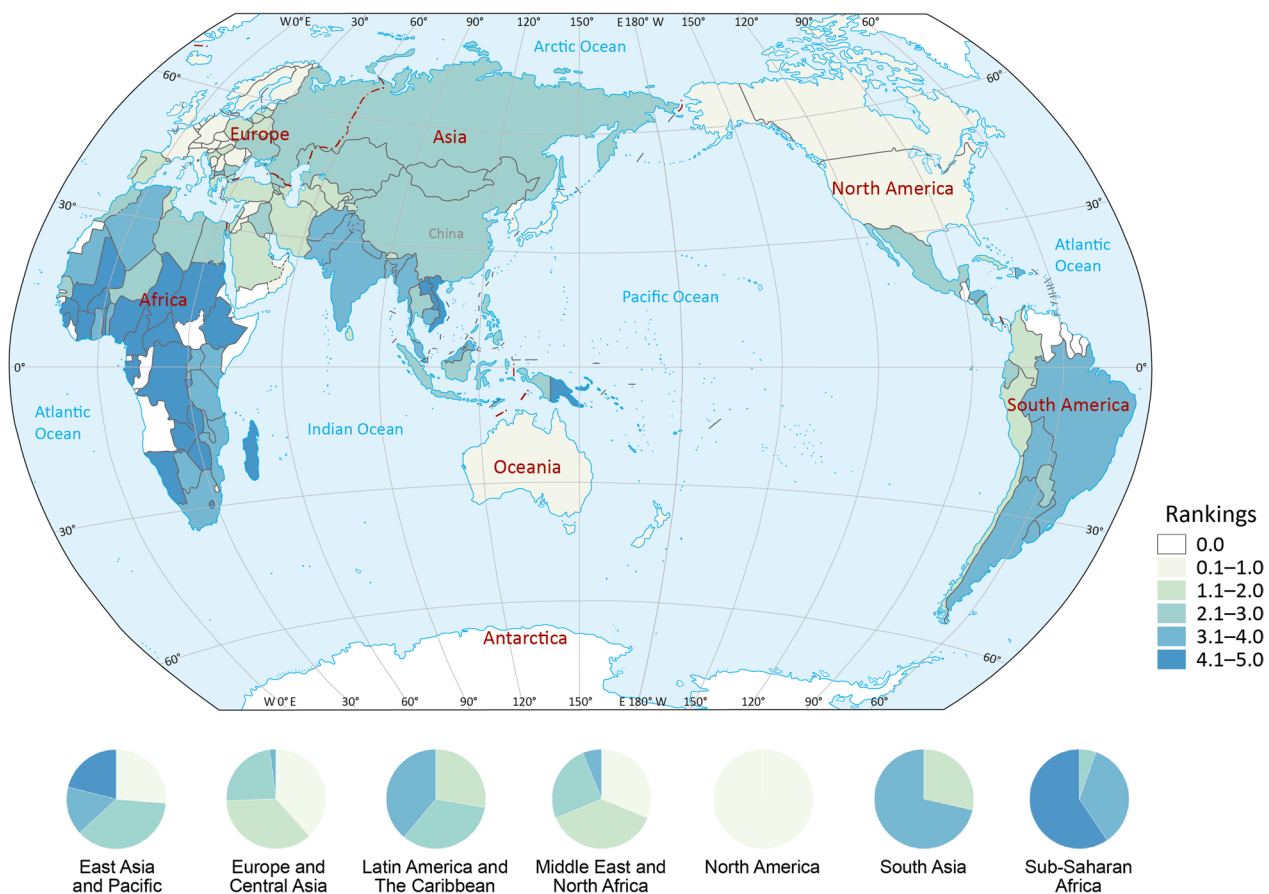 W 0° E 30° 60° 90° 120° 150° E 180° W 150° 120° 90° 60°
Arctic Ocean
60°
60°
Europe
Asia
North America
30°
30°
China
Atlantic
Ocean
Africa
Pacific Ocean
0°
0°
South America
Atlantic
Ocean
Indian Ocean
Oceania
30°
30°
Antarctica
60°
60°
W 0° E 30° 60° 90° 120° 150° E 180° W 150° 120° 90° 60°
Rankings
0.0
0.1–1.0
1.1–2.0
2.1–3.0
3.1–4.0
4.1–5.0
East Asia
and Pacific
Europe and
Central Asia
Latin America and
The Caribbean
Middle East and
North Africa
North America
South Asia
Sub-Saharan
Africa